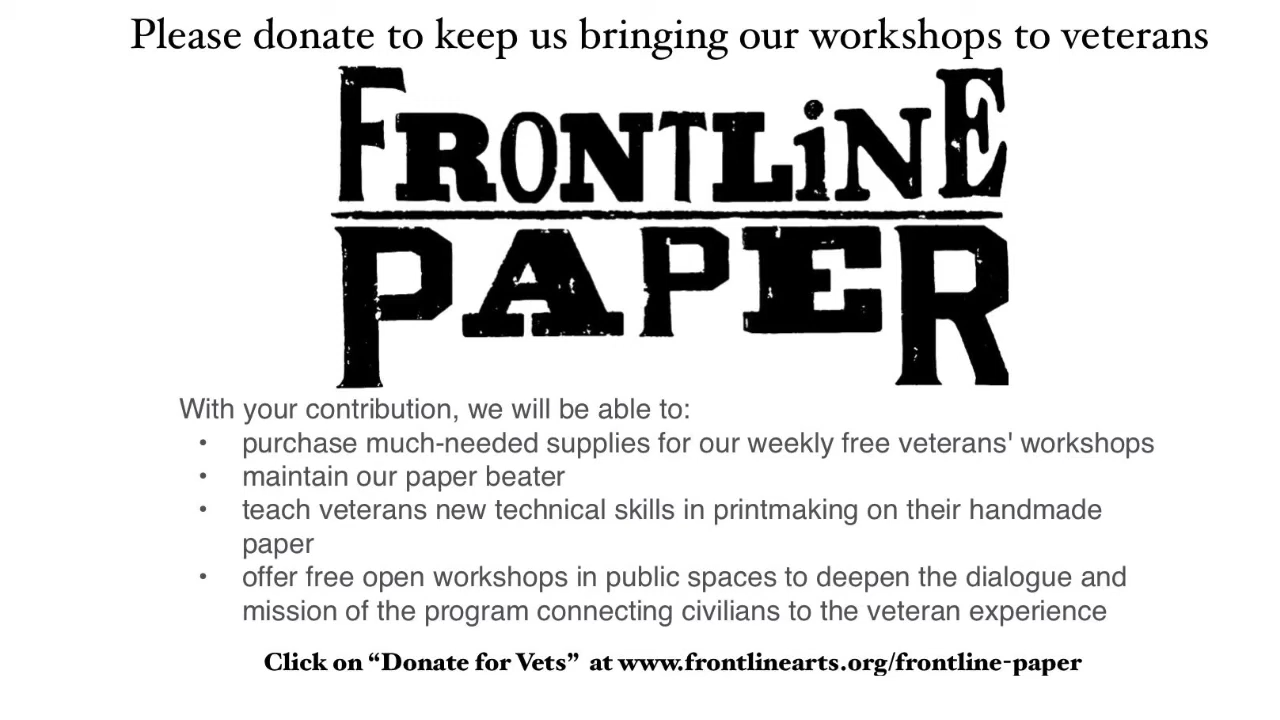 Please donate to keep us bringing our workshops to veterans
FRONTLiNE
PAPER
With your contribution, we will be able to:
• purchase much-needed supplies for our weekly free veterans' workshops
• maintain our paper beater
• teach veterans new technical skills in printmaking on their handmade
paper
• offer free open workshops in public spaces to deepen the dialogue and
mission of the program connecting civilians to the veteran experience
Click on “Donate for Vets” at www.frontlinearts.org/frontline-paper